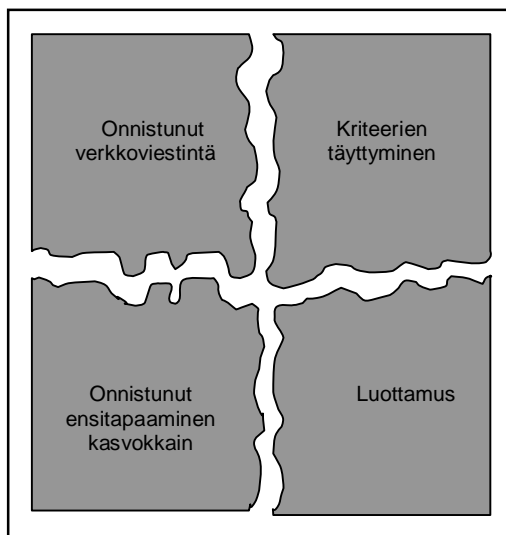 Onnistunut
verkkoviestintä
Kriteerien
täyttyminen
Onnistunut
ensitapaaminen
kasvokkain
Luottamus